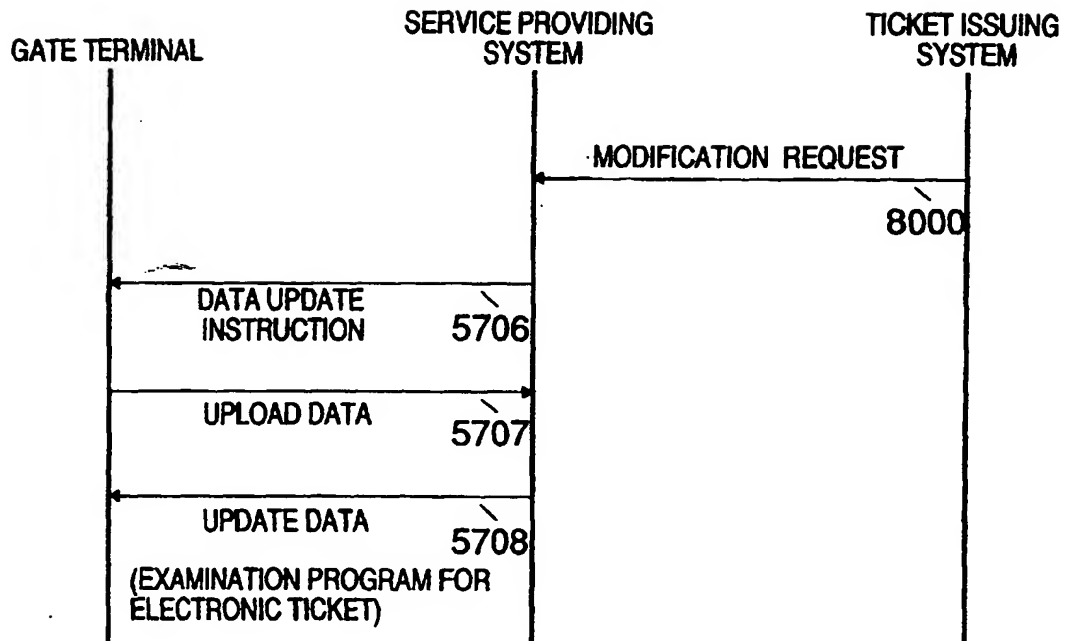 GATE TERMINAL
SERVICE PROVIDING
SYSTEM
TICKET ISSUING
SYSTEM
MODIFICATION REQUEST
8000
DATA UPDATE
INSTRUCTION
5706
UPLOAD DATA
5707
UPDATE DATA
5708
(EXAMINATION PROGRAM FOR
ELECTRONIC TICKET)